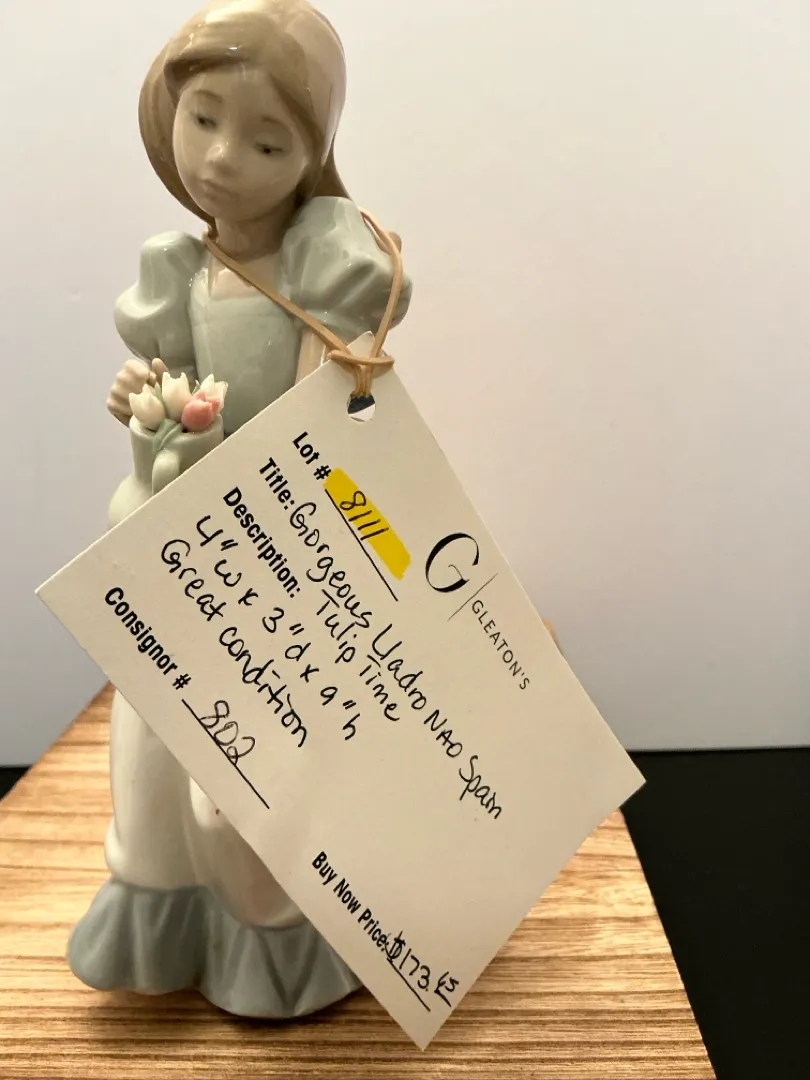 G | GLEATON'S
Lot # 8111
Title: Gorgeous Lladro NAO Spain
Tulip Time
Description:
4" w x 3" d x 9" h
Great condition
Consignor # 802
Buy Now Price: $173.65